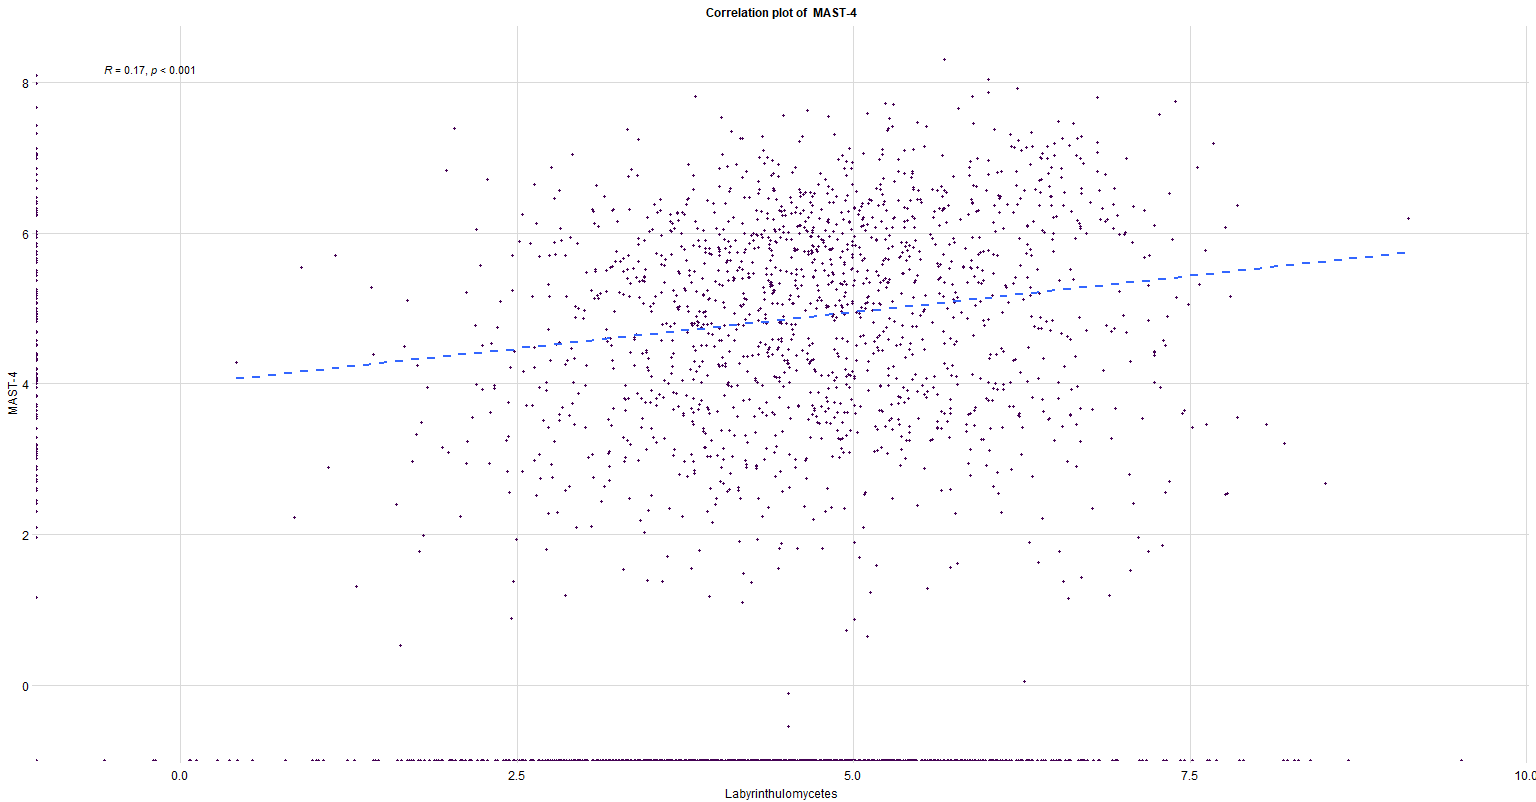 Correlation plot of MAST-4
R = 0.17, p < 0.001
8
6
4
2
0
MAST-4
0.0 2.5 5.0 7.5 10.0
Labyrinthulomycetes